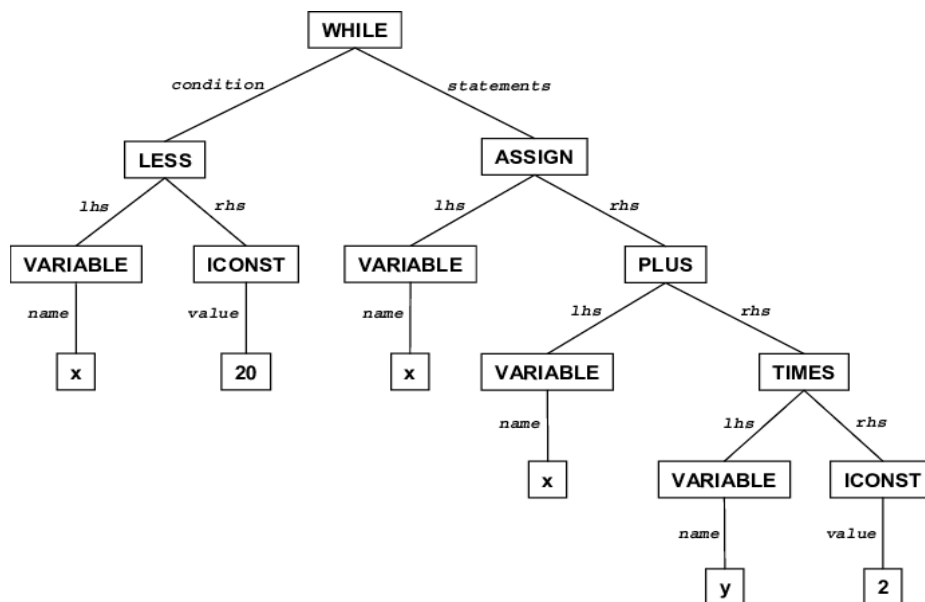 WHILE
condition statements
LESS ASSIGN
lhs rhs lhs rhs
VARIABLE ICONST VARIABLE PLUS
name value name lhs rhs
x 20 x VARIABLE TIMES
name lhs rhs
x VARIABLE ICONST
name value
y 2